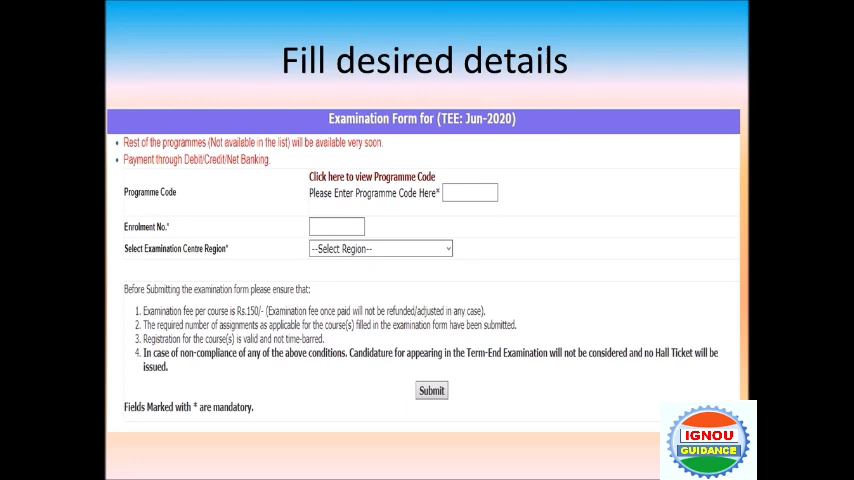 Fill desired details
Examination Form for (TEE: Jun-2020)
Rest of the programmes (Not available in the list) will be available very soon.
Payment through Debit/Credit/Net Banking.
Click here to view Programme Code
Programme Code
Please Enter Programme Code Here*
Enrolment No.*
Select Examination Centre Region*
--Select Region--
Before Submitting the examination form please ensure that:
1. Examination fee per course is Rs.150/- (Examination fee once paid will not be refunded/adjusted in any case).
2. The required number of assignments as applicable for the course(s) filled in the examination form have been submitted.
3. Registration for the course(s) is valid and not time-barred.
4. In case of non-compliance of any of the above conditions. Candidature for appearing in the Term-End Examination will not be considered and no Hall Ticket will be
issued.
Submit
Fields Marked with * are mandatory.
IGNOU
GUIDANCE